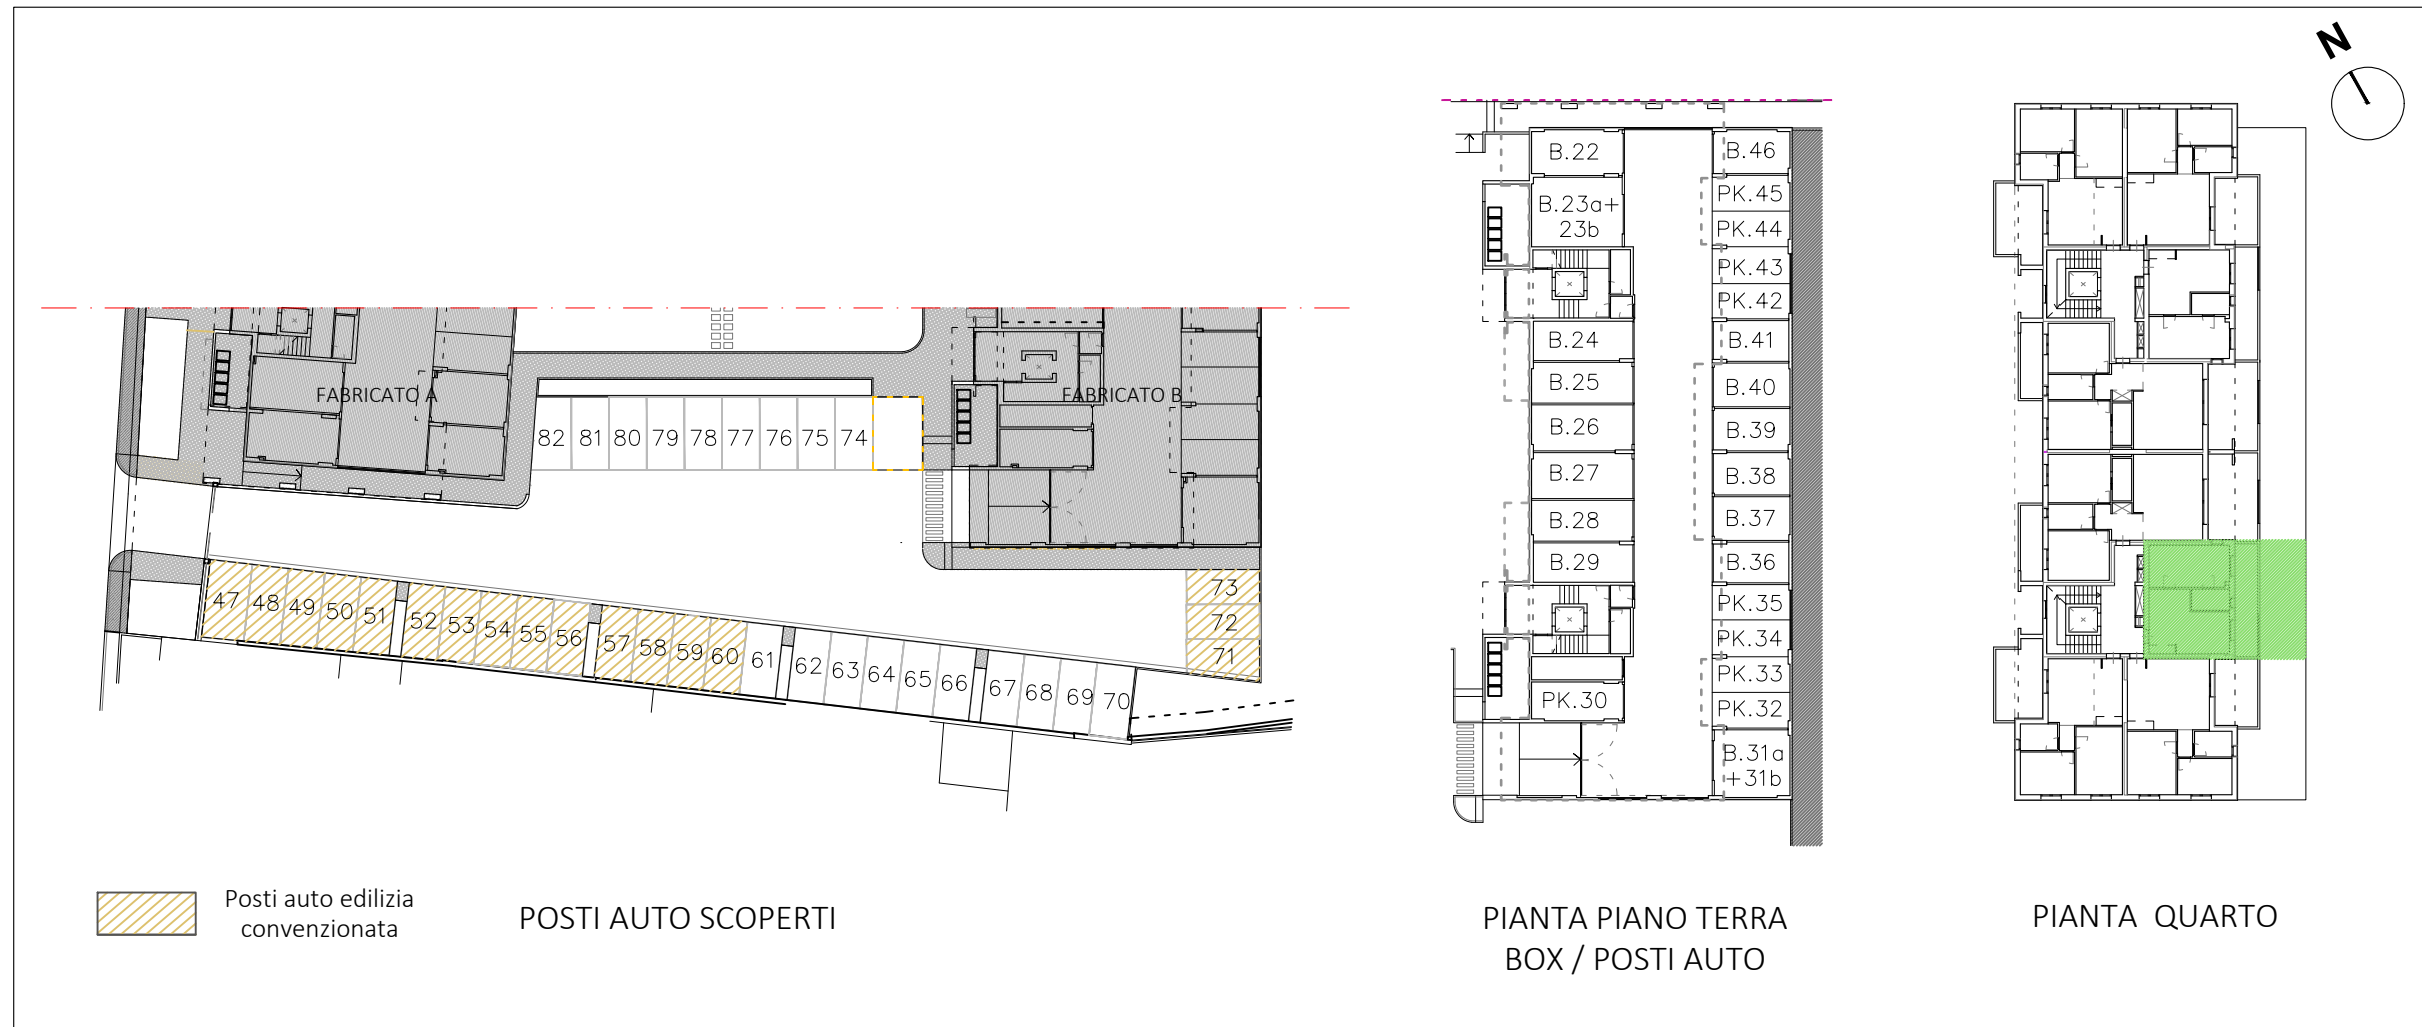 N
FABRICATO A
FABRICATO B
82 81 80 79 78 77 76 75 74
47 48 49 50 51 52 53 54 55 56 57 58 59 60 61 62 63 64 65 66 67 68 69 70
73
72
71
Posti auto edilizia
convenzionata
POSTI AUTO SCOPERTI
B.22
B.23a+
23b
B.24
B.25
B.26
B.27
B.28
B.29
PK.30
B.46
PK.45
PK.44
PK.43
PK.42
B.41
B.40
B.39
B.38
B.37
B.36
PK.35
PK.34
PK.33
PK.32
B.31a
+31b
PIANTA PIANO TERRA
BOX / POSTI AUTO
PIANTA QUARTO